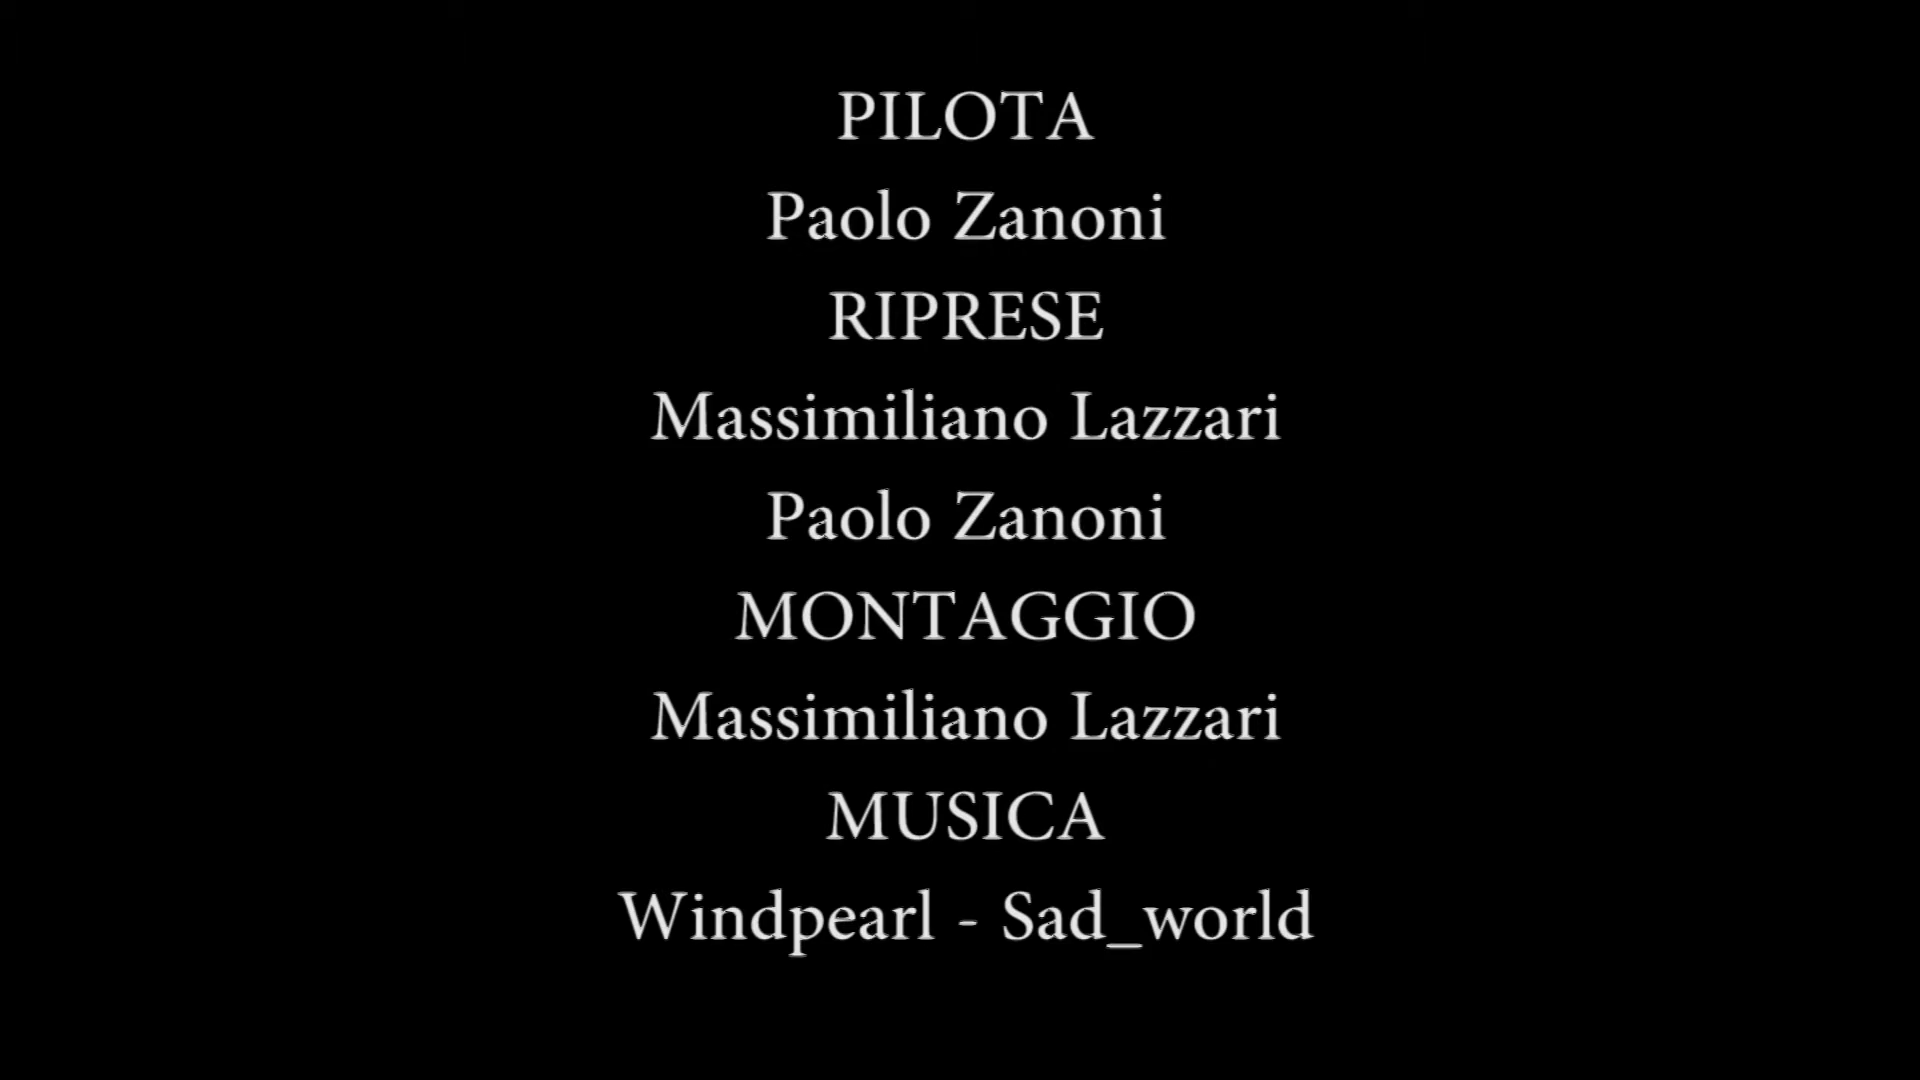 PILOTA
Paolo Zanoni
RIPRESE
Massimiliano Lazzari
Paolo Zanoni
MONTAGGIO
Massimiliano Lazzari
MUSICA
Windpearl - Sad_world